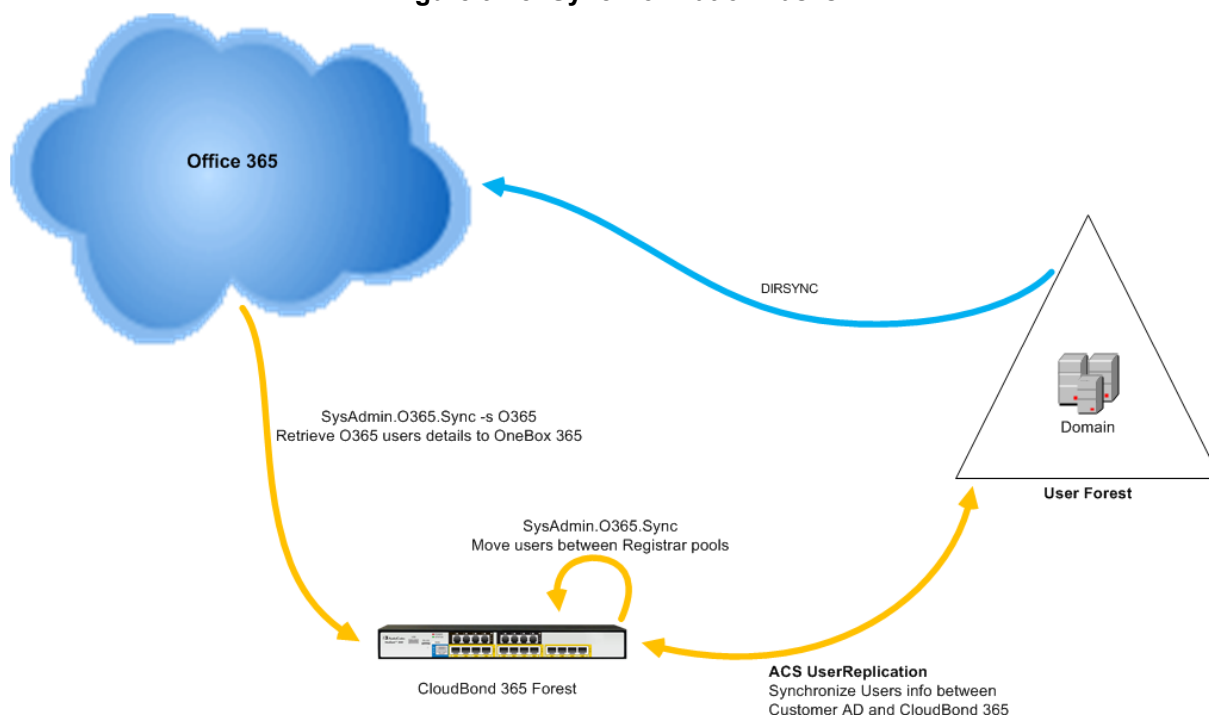 Office 365
DIRSYNC
SysAdmin.O365.Sync -s O365
Retrieve O365 users details to OneBox 365
Domain
User Forest
SysAdmin.O365.Sync
Move users between Registrar pools
CloudBond 365 Forest
ACS UserReplication
Synchronize Users info between
Customer AD and CloudBond 365